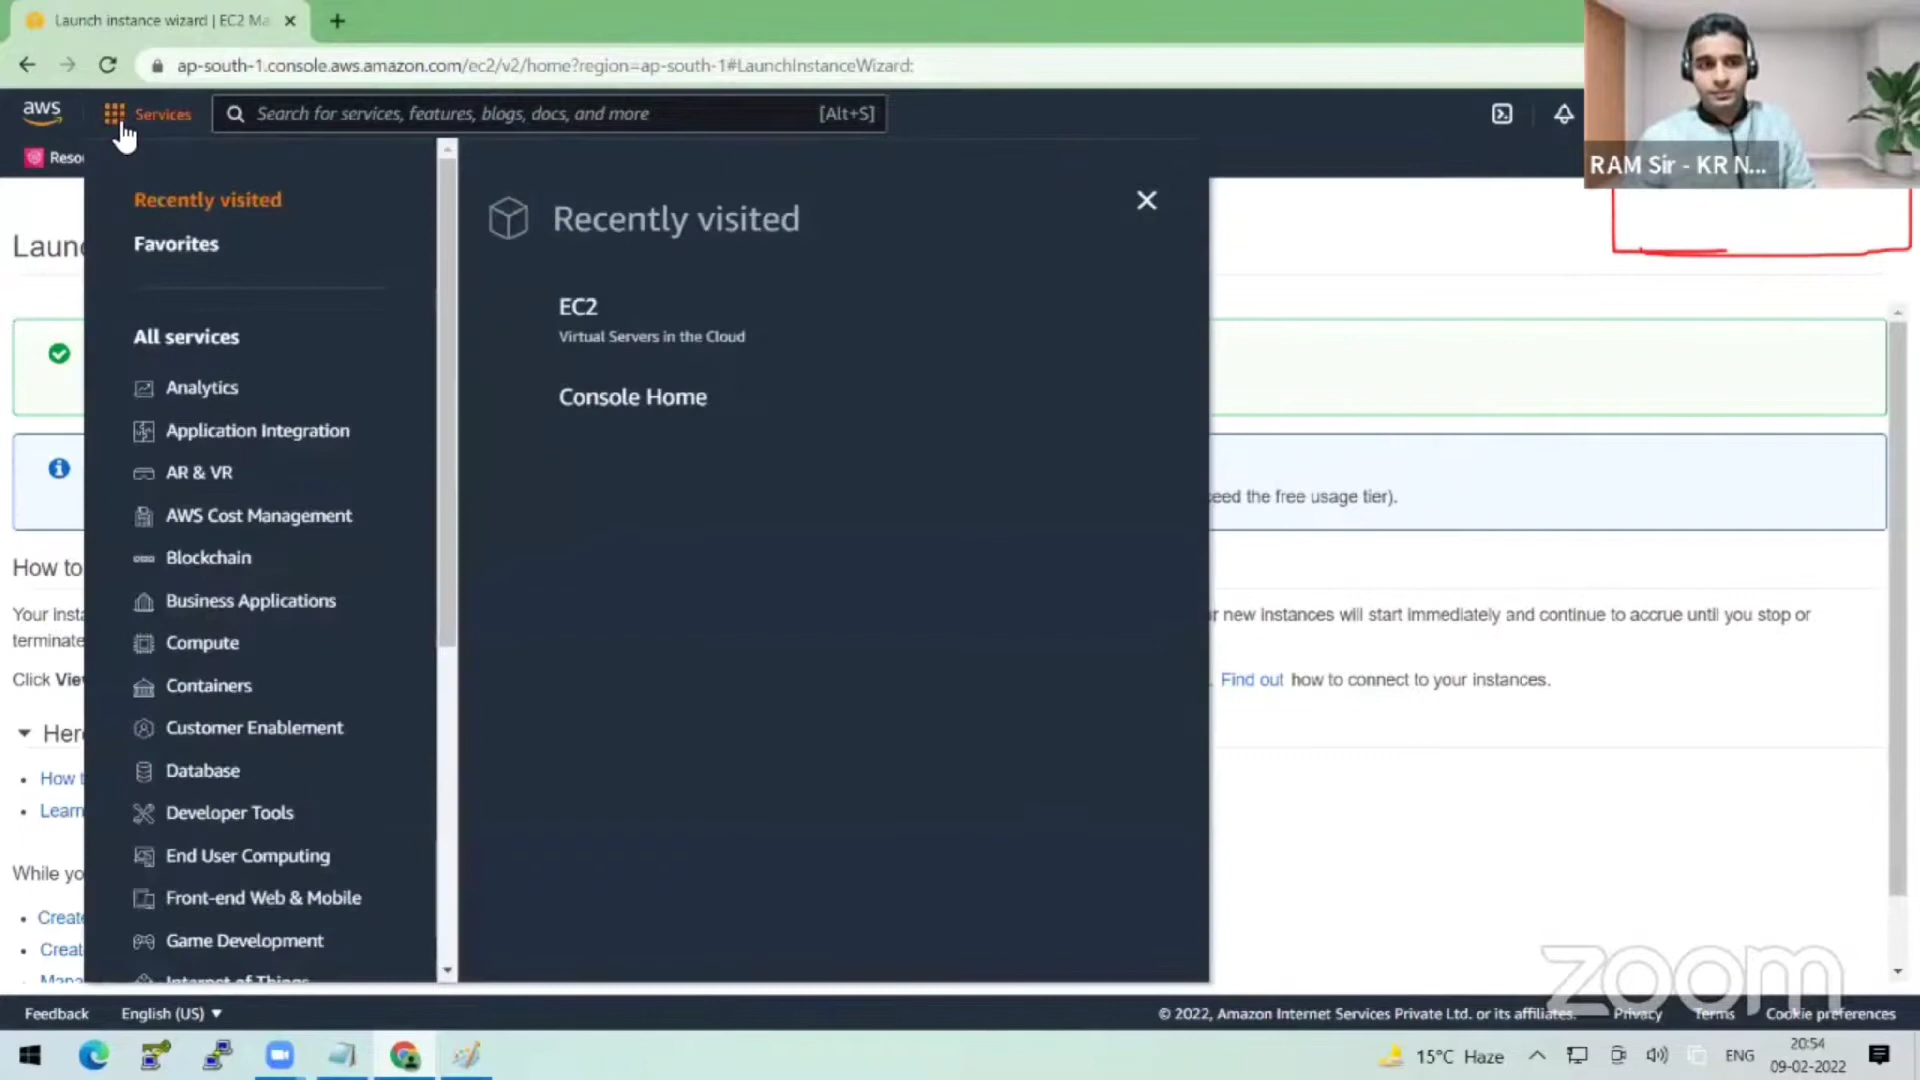 Launch instance wizard | EC2 Ma
ap-south-1.console.aws.amazon.com/ec2/v2/home?region=ap-south-1#LaunchInstanceWizard:
aws
Services
Search for services, features, blogs, docs, and more
[Alt+S]
RAM Sir - KR N...
Reso
Recently visited
Favorites
All services
Analytics
Application Integration
AR & VR
AWS Cost Management
Blockchain
Business Applications
Compute
Containers
Customer Enablement
Database
Developer Tools
End User Computing
Front-end Web & Mobile
Game Development
Internet of Things
Recently visited
EC2
Virtual Servers in the Cloud
Console Home
Laun
ceed the free usage tier).
How to
Your insta
r new instances will start immediately and continue to accrue until you stop or
terminate
Click View
. Find out how to connect to your instances.
Her
How t
Learn
While yo
Create
Creat
Mana
zoom
Feedback
English (US)
© 2022, Amazon Internet Services Private Ltd. or its affiliates.
Privacy
Terms
Cookie preferences
15°C Haze
ENG
20:54
09-02-2022